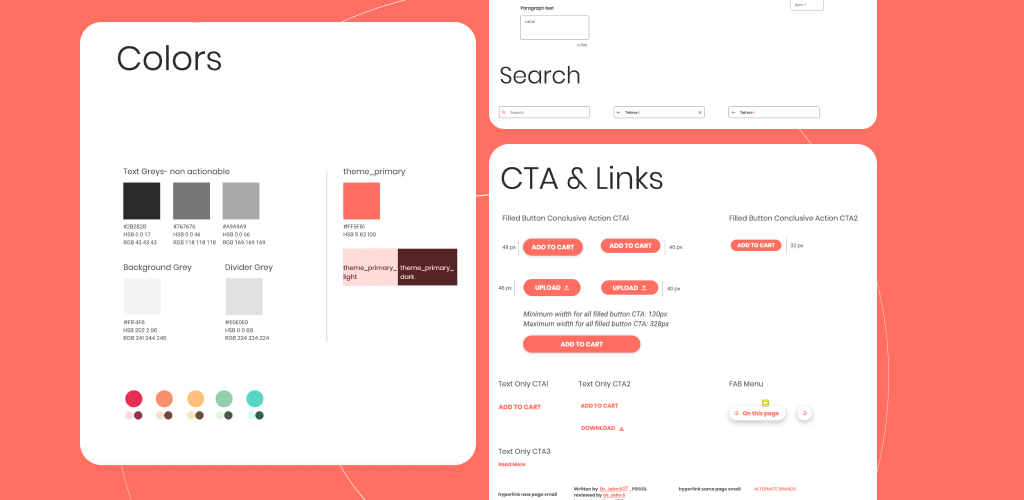 Colors
Text Greys- non actionable
#2B2B2B
HSB 0 0 17
RGB 43 43 43
#767676
HSB 0 0 46
RGB 118 118 118
#A9A9A9
HSB 0 0 66
RGB 169 169 169
Background Grey
#F1F4F6
HSB 202 2 96
RGB 241 244 246
Divider Grey
#E0E0E0
HSB 0 0 88
RGB 224 224 224
theme_primary
#FF6F61
HSB 5 62 100
theme_primary_
light
theme_primary_
dark
Paragraph text
Label
Item 1
Search
Search
CTA & Links
Filled Button Conclusive Action CTA1
48 px
ADD TO CART
ADD TO CART
40 px
48 px
UPLOAD
UPLOAD
40 px
Minimum width for all filled button CTA: 130px
Maximum width for all filled button CTA: 328px
ADD TO CART
Filled Button Conclusive Action CTA2
ADD TO CART
32 px
Text Only CTA1
ADD TO CART
Text Only CTA2
ADD TO CART
DOWNLOAD
FAB Menu
On this page
Text Only CTA3
Read More
hyperlink new page small
Written by Dr. John S
reviewed by Dr. John S
hyperlink same page small
ALTERNATE BRANDS